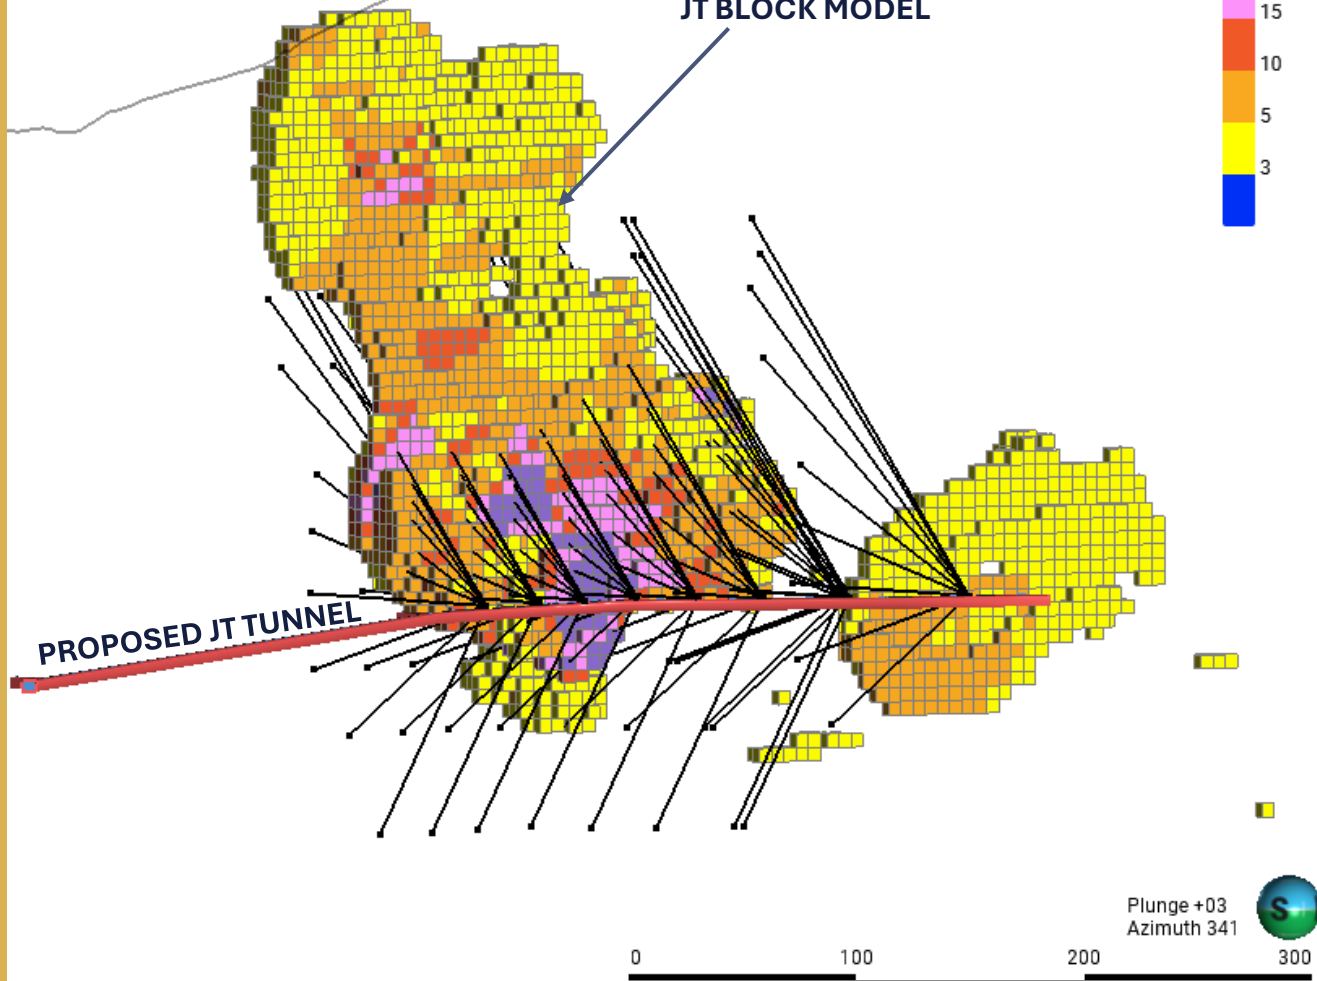 JT BLOCK MODEL
15
10
5
3
PROPOSED JT TUNNEL
Plunge +03
Azimuth 341
S
0 100 200 300